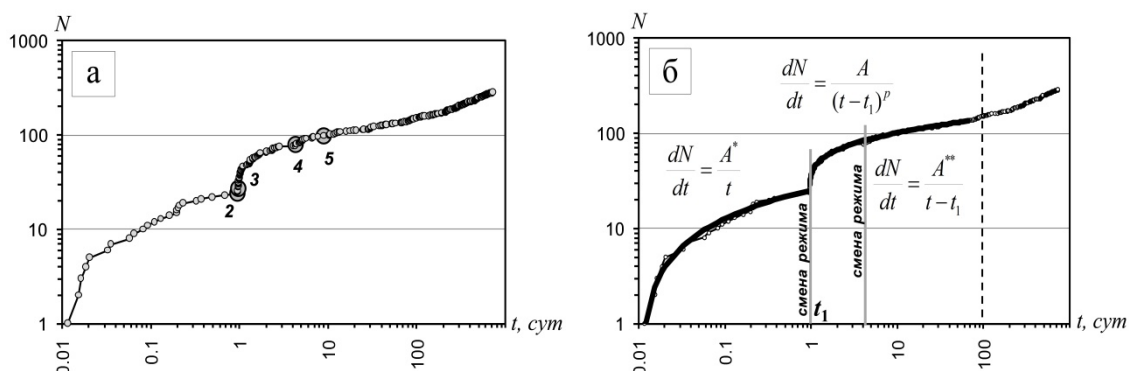 N
1000
100
10
1
а
2
3
4
5
0.01
0.1
1
10
100
t, сут
N
1000
100
10
1
б
dN/dt = A/(t−t₁)ᵖ
dN/dt = A*/t
dN/dt = A**/(t−t₁)
смена режима
смена режима
t₁
0.01
0.1
1
10
100
t, сут